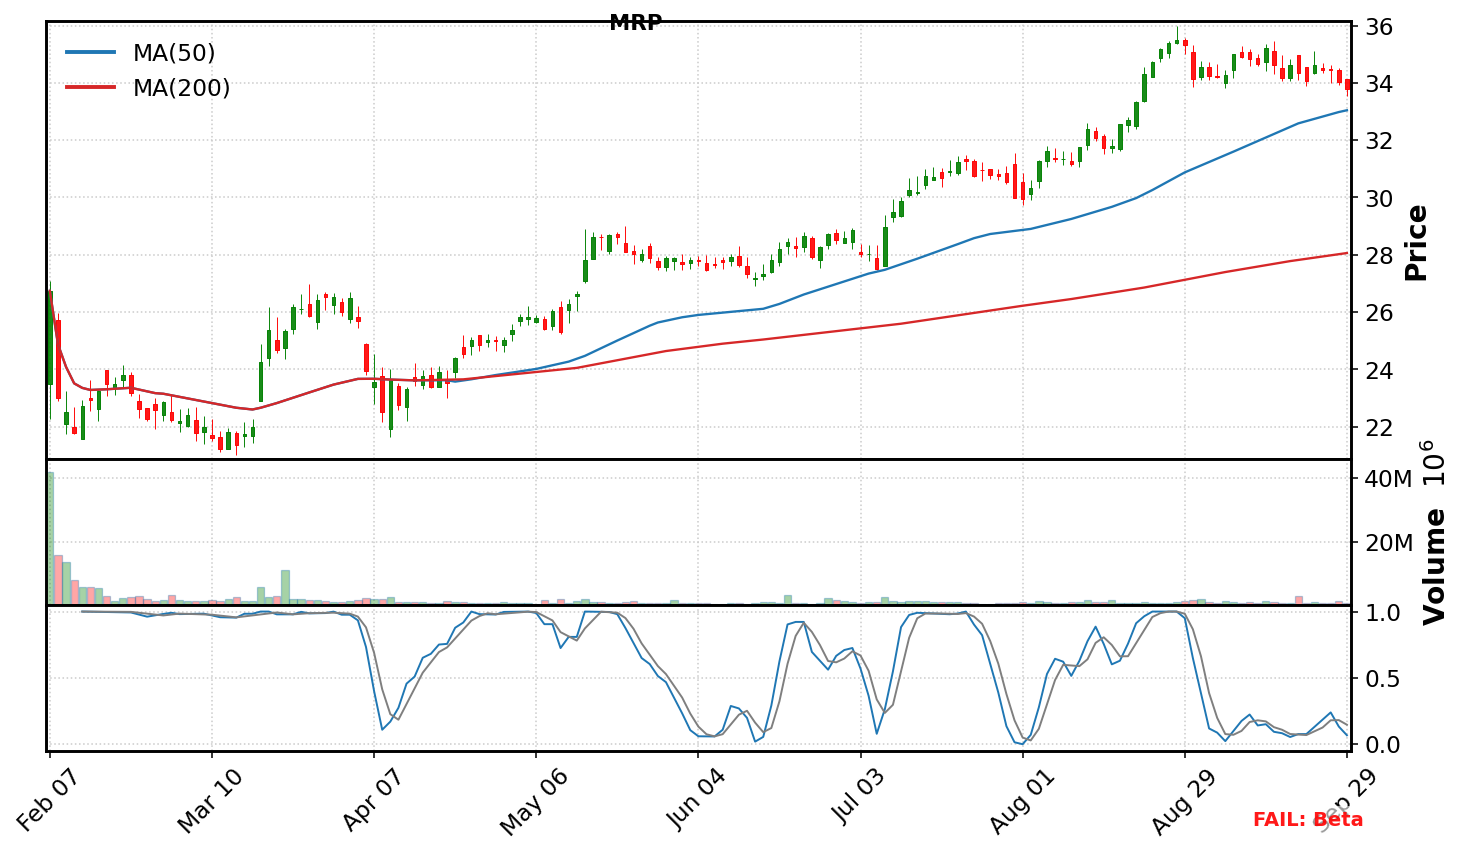 MRP
MA(50)
MA(200)
36
34
32
30
28
26
24
22
Price
40M
20M
Volume 10^6
1.0
0.5
0.0
Feb 07
Mar 10
Apr 07
May 06
Jun 04
Jul 03
Aug 01
Aug 29
Sep 29
FAIL: Beta